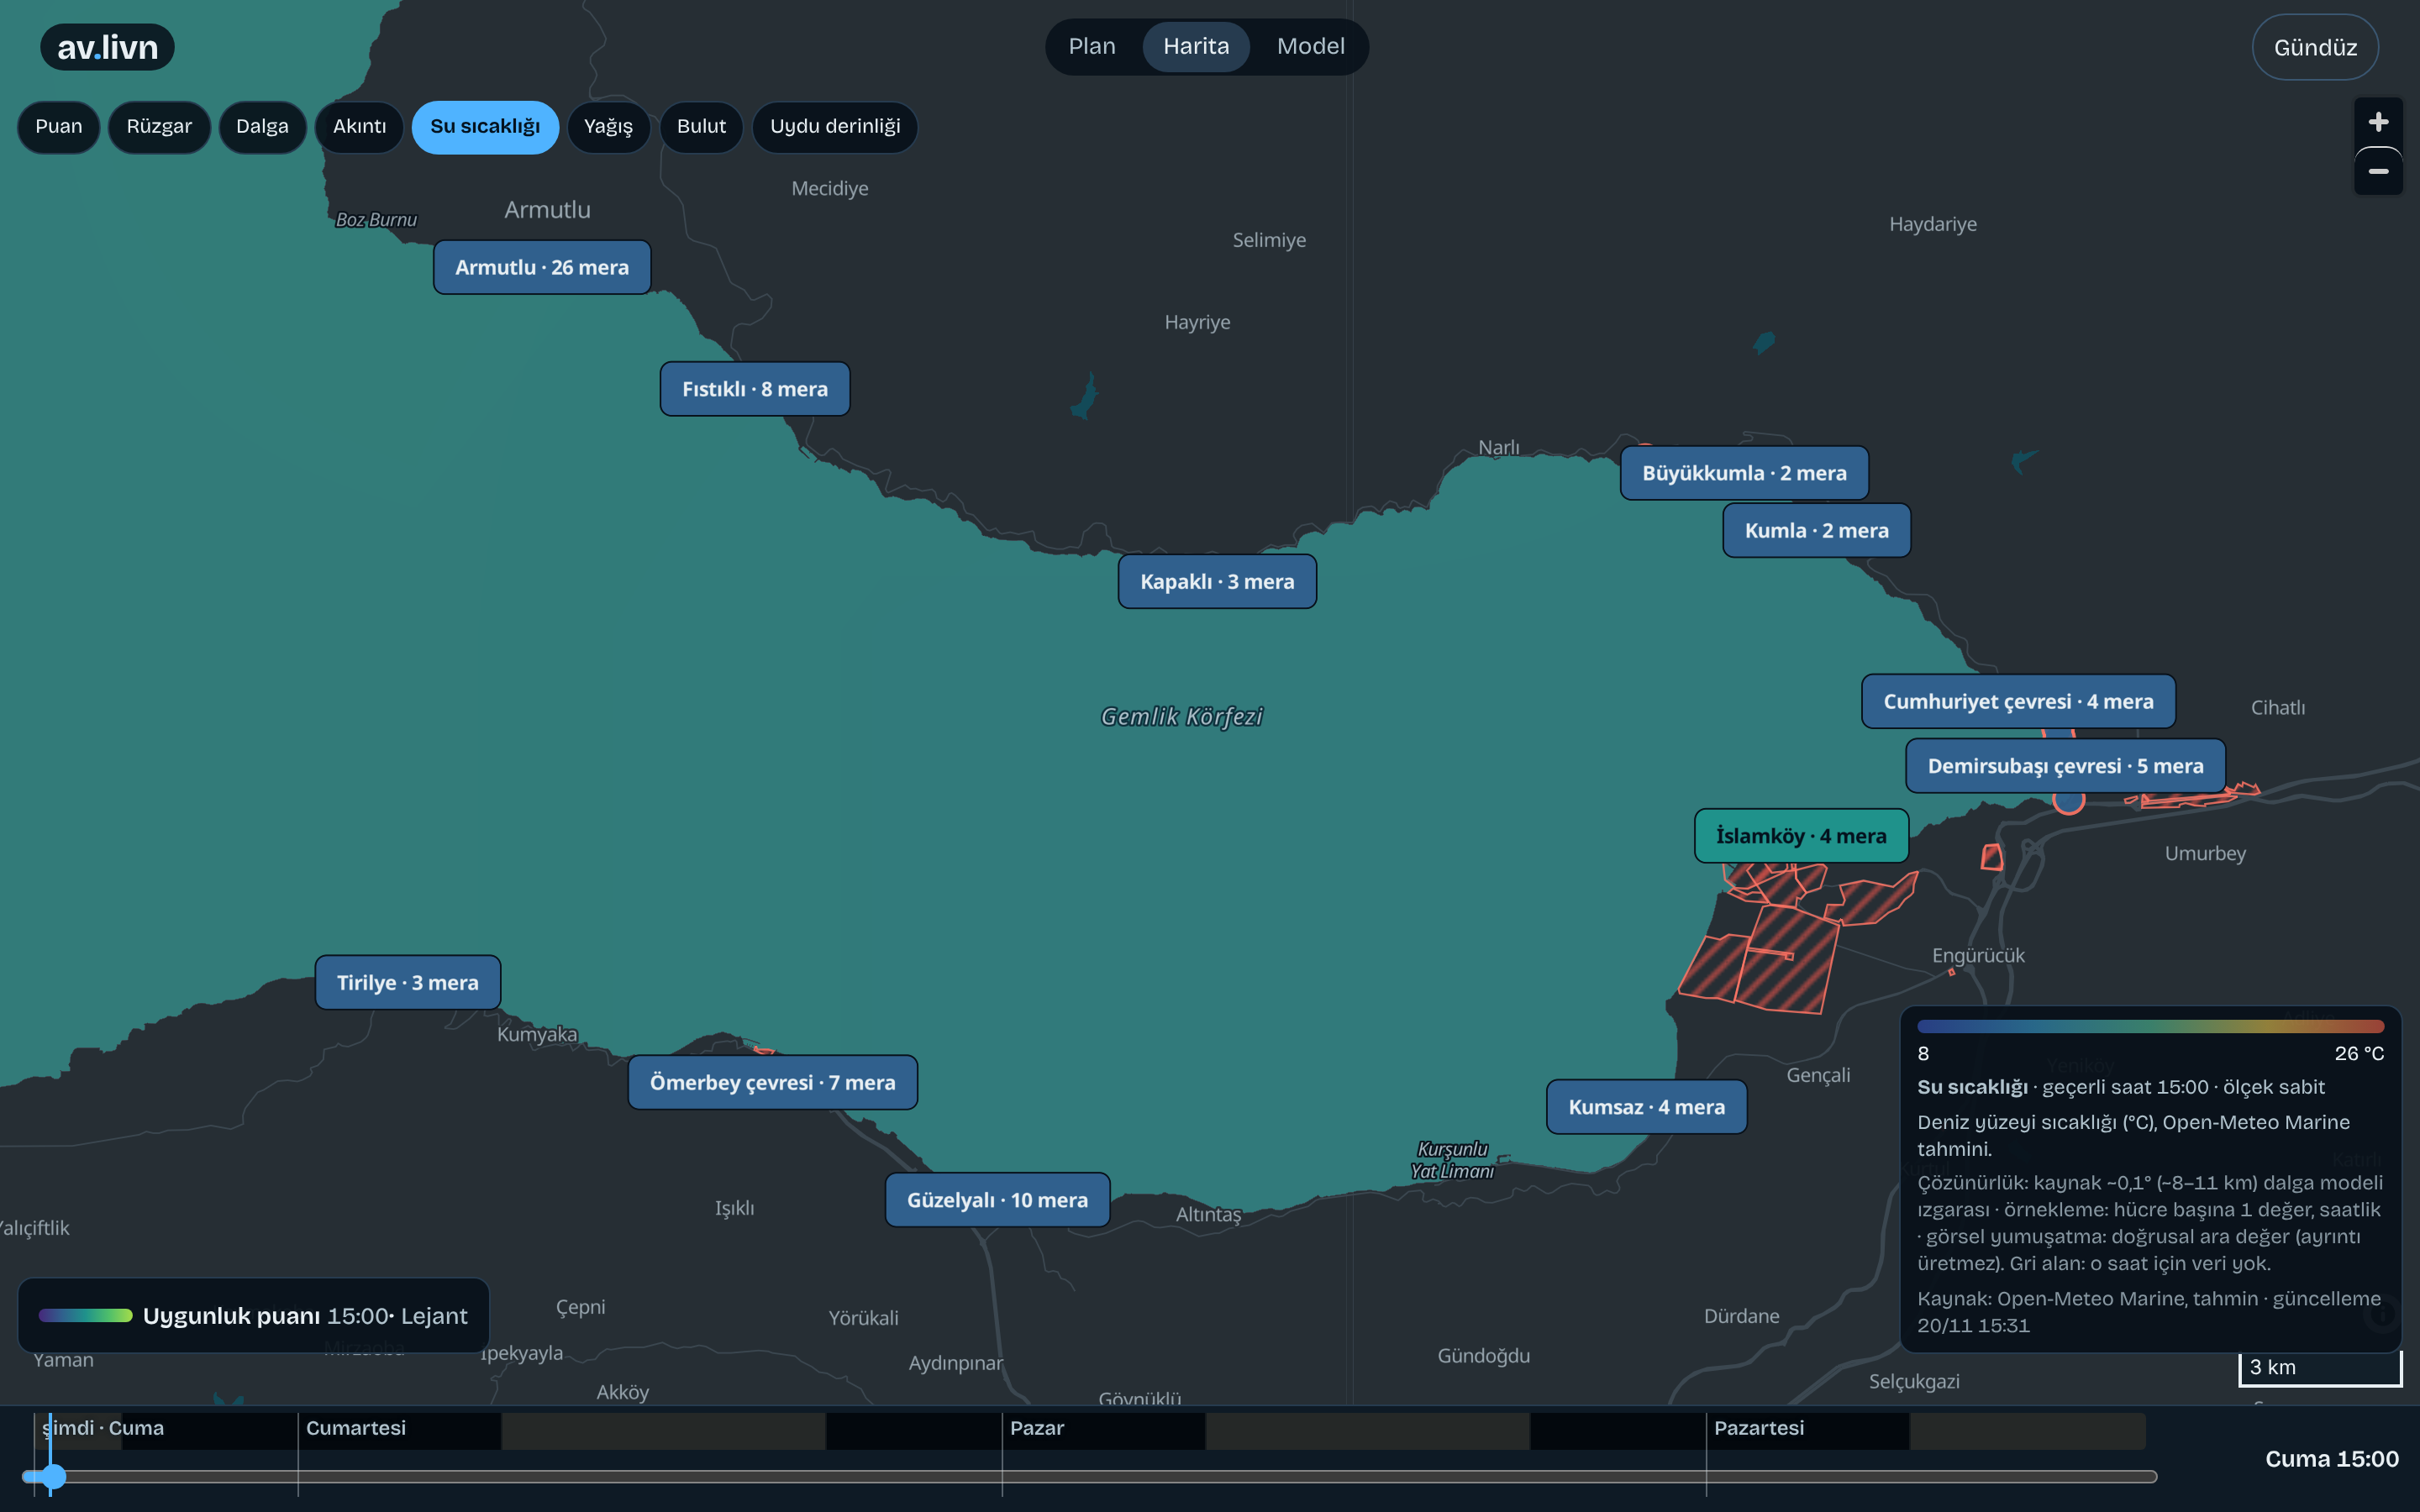 av.livn
Plan
Harita
Model
Gündüz
Puan
Rüzgar
Dalga
Akıntı
Su sıcaklığı
Yağış
Bulut
Uydu derinliği
+
−
Mecidiye
Armutlu
Boz Burnu
Haydariye
Selimiye
Armutlu · 26 mera
Hayriye
Fıstıklı · 8 mera
Narlı
Büyükkumla · 2 mera
Kumla · 2 mera
Kapaklı · 3 mera
Cumhuriyet çevresi · 4 mera
Cihatlı
Gemlik Körfezi
Demirsubaşı çevresi · 5 mera
İslamköy · 4 mera
Umurbey
Engürücük
Tirilye · 3 mera
Kumyaka
Ömerbey çevresi · 7 mera
Gençali
Kumsaz · 4 mera
Kurşunlu
Yat Limanı
Güzelyalı · 10 mera
Işıklı
Altıntaş
Yalıçiftlik
8
26 °C
Su sıcaklığı · geçerli saat 15:00 · ölçek sabit
Deniz yüzeyi sıcaklığı (°C), Open-Meteo Marine
tahmini.
Çözünürlük: kaynak ~0,1° (~8–11 km) dalga modeli
ızgarası · örnekleme: hücre başına 1 değer, saatlik
· görsel yumuşatma: doğrusal ara değer (ayrıntı
üretmez). Gri alan: o saat için veri yok.
Kaynak: Open-Meteo Marine, tahmin · güncelleme
20/11 15:31
Uygunluk puanı 15:00 · Lejant
Çepni
Yörükali
Dürdane
Mirzaoba
Yaman
İpekyayla
Aydınpınar
Gündoğdu
Akköy
Göynüklü
Selçukgazi
3 km
şimdi · Cuma
Cumartesi
Pazar
Pazartesi
Cuma 15:00